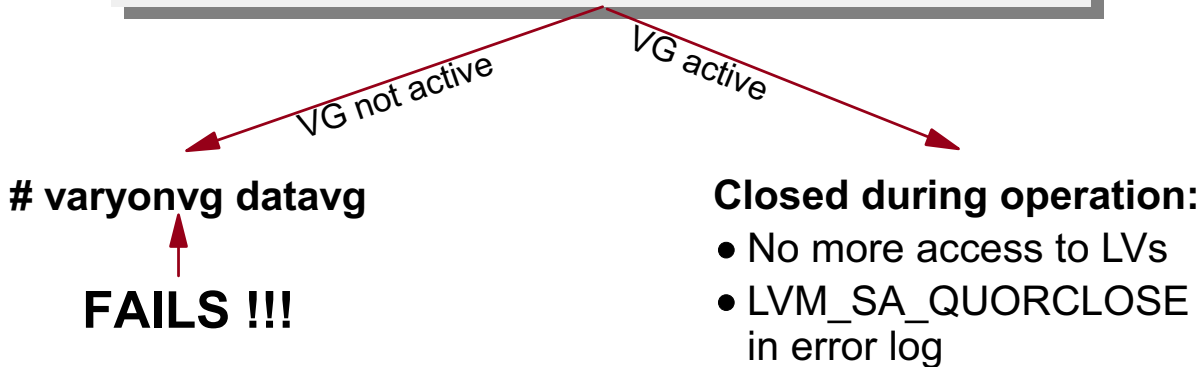 VG not active
VG active
# varyonvg datavg
FAILS !!!
Closed during operation:
• No more access to LVs
• LVM_SA_QUORCLOSE
in error log